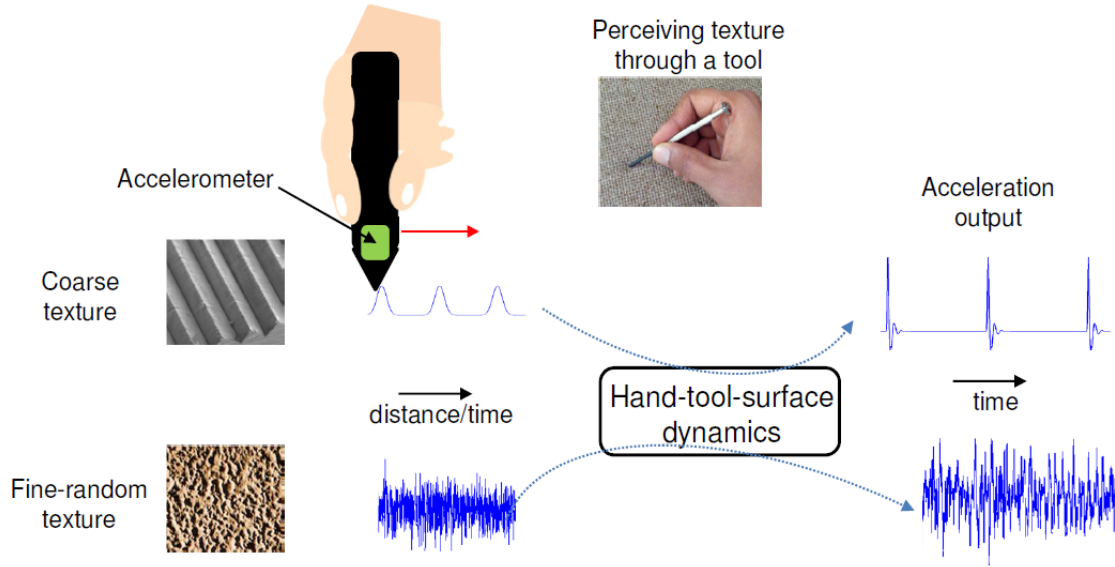 Perceiving texture
through a tool
Accelerometer
Acceleration
output
Coarse
texture
distance/time
Hand-tool-surface
dynamics
time
Fine-random
texture